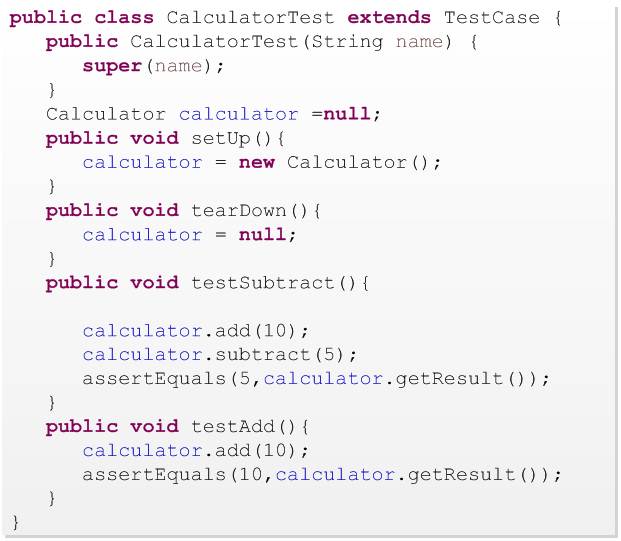 public class CalculatorTest extends TestCase {
public CalculatorTest(String name) {
super(name);
}
Calculator calculator =null;
public void setUp(){
calculator = new Calculator();
}
public void tearDown(){
calculator = null;
}
public void testSubtract(){
calculator.add(10);
calculator.subtract(5);
assertEquals(5,calculator.getResult());
}
public void testAdd(){
calculator.add(10);
assertEquals(10,calculator.getResult());
}
}